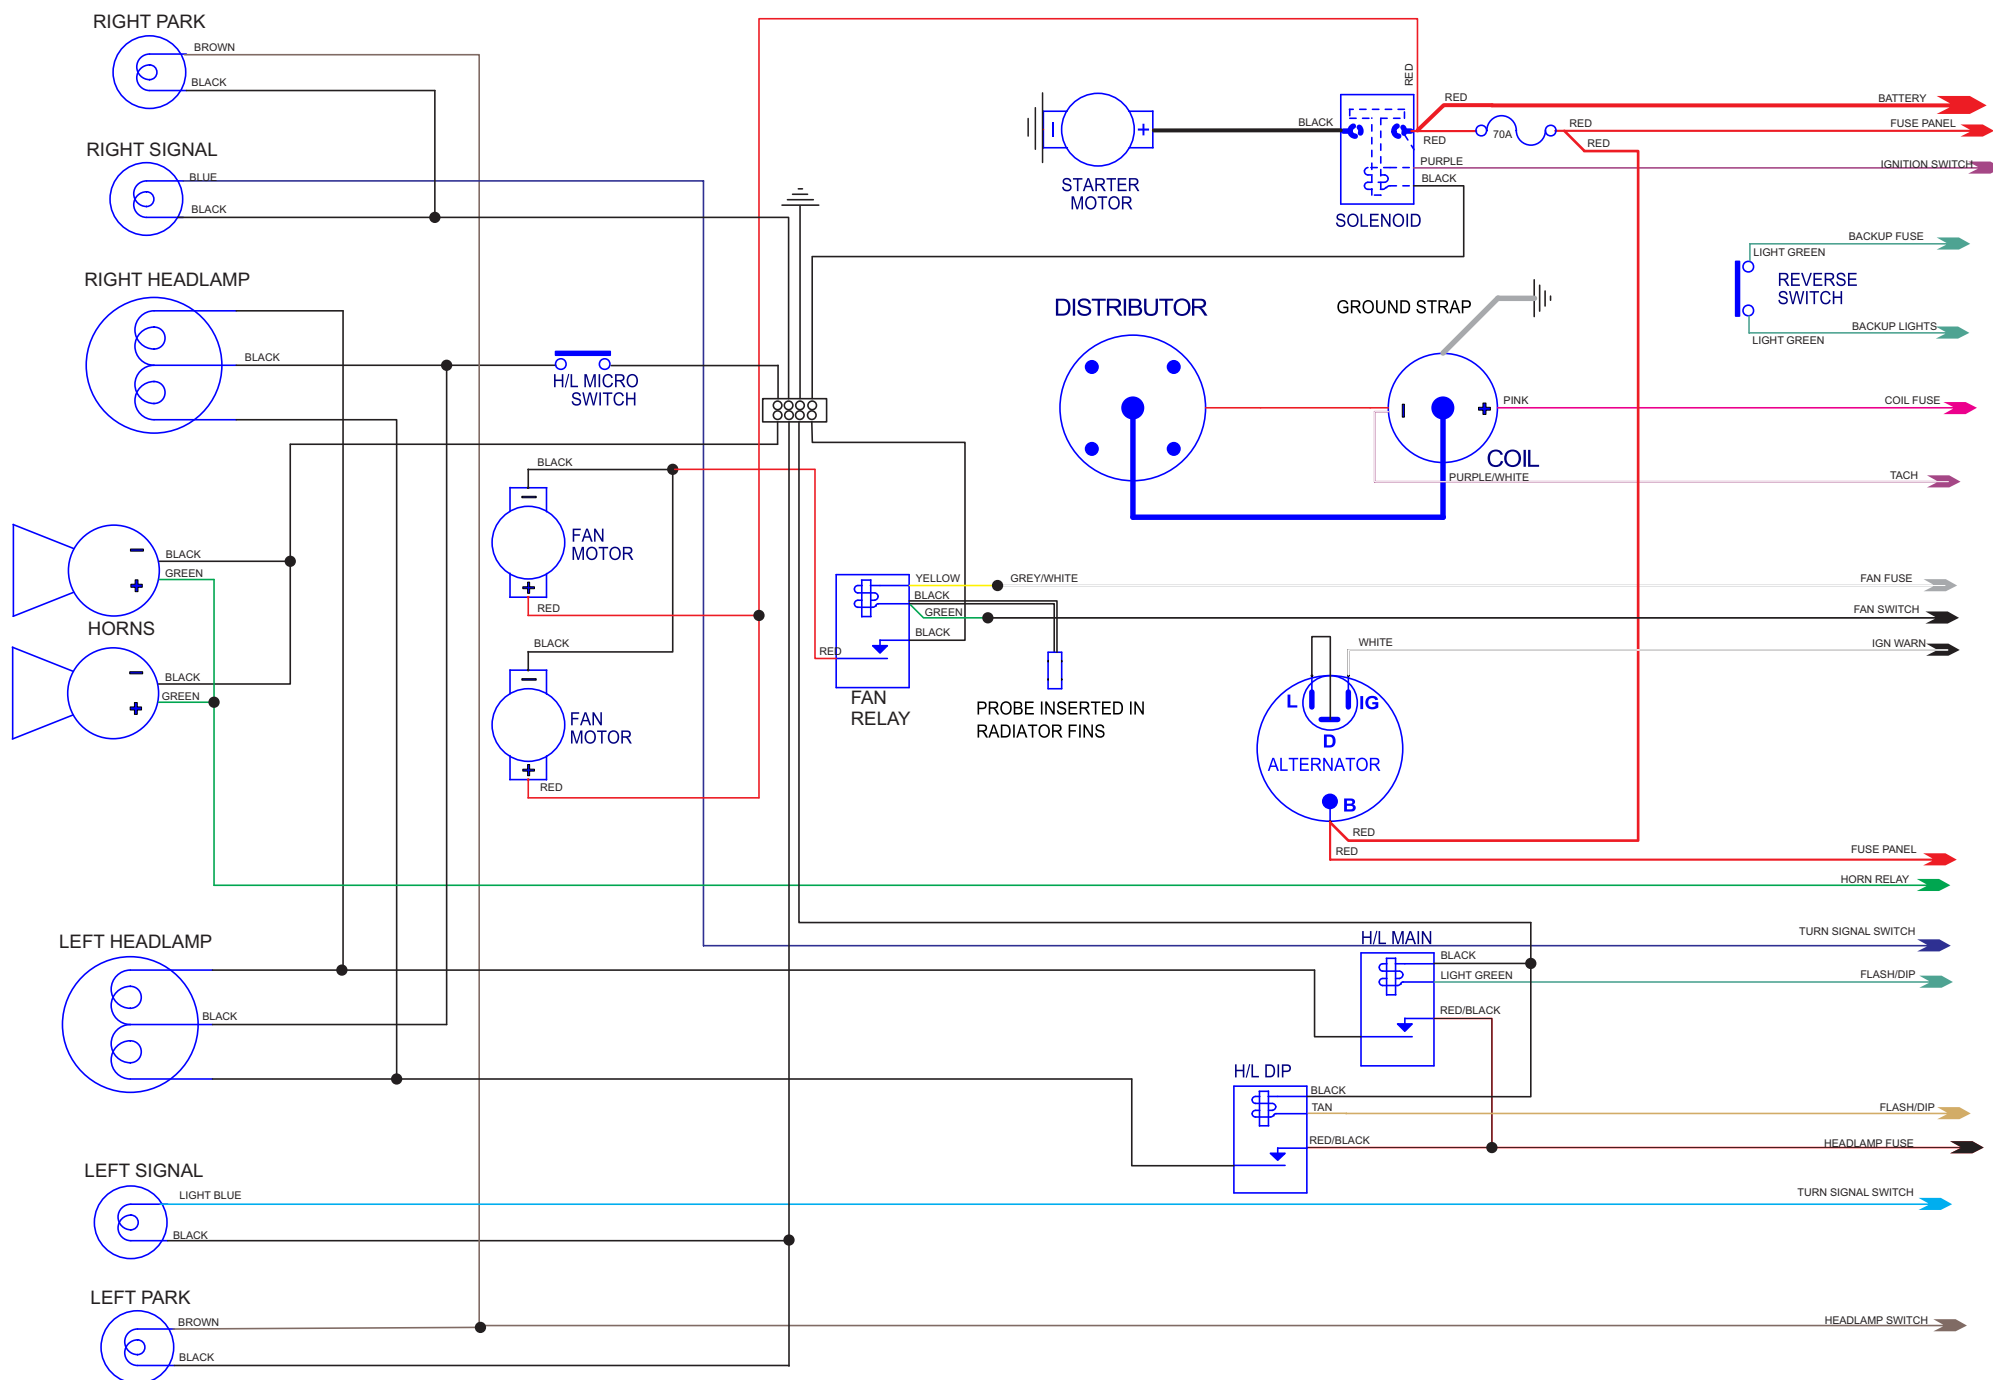 RIGHT PARK
BROWN
BLACK
RIGHT SIGNAL
BLUE
BLACK
RIGHT HEADLAMP
BLACK
H/L MICRO
SWITCH
BLACK
FAN
MOTOR
RED
BLACK
FAN
MOTOR
RED
BLACK
GREEN
HORNS
BLACK
GREEN
LEFT HEADLAMP
BLACK
LEFT SIGNAL
LIGHT BLUE
BLACK
LEFT PARK
BROWN
BLACK
STARTER
MOTOR
BLACK
SOLENOID
RED
RED
RED
70A
RED
RED
PURPLE
BLACK
BATTERY
FUSE PANEL
IGNITION SWITCH
BACKUP FUSE
LIGHT GREEN
REVERSE
SWITCH
BACKUP LIGHTS
LIGHT GREEN
DISTRIBUTOR
GROUND STRAP
PINK
COIL FUSE
COIL
PURPLE/WHITE
TACH
YELLOW
GREY/WHITE
FAN FUSE
BLACK
GREEN
FAN SWITCH
BLACK
RED
FAN
RELAY
PROBE INSERTED IN
RADIATOR FINS
WHITE
IGN WARN
L
IG
D
ALTERNATOR
B
RED
RED
FUSE PANEL
HORN RELAY
TURN SIGNAL SWITCH
H/L MAIN
BLACK
LIGHT GREEN
FLASH/DIP
RED/BLACK
H/L DIP
BLACK
TAN
FLASH/DIP
RED/BLACK
HEADLAMP FUSE
TURN SIGNAL SWITCH
HEADLAMP SWITCH